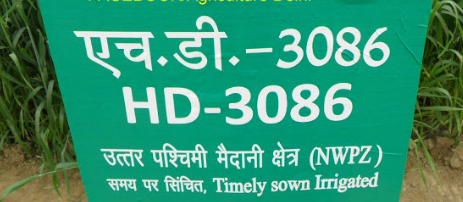 एच.डी.-3086
HD-3086
उत्तर पश्चिमी मैदानी क्षेत्र (NWPZ)
समय पर सिंचित, Timely sown Irrigated